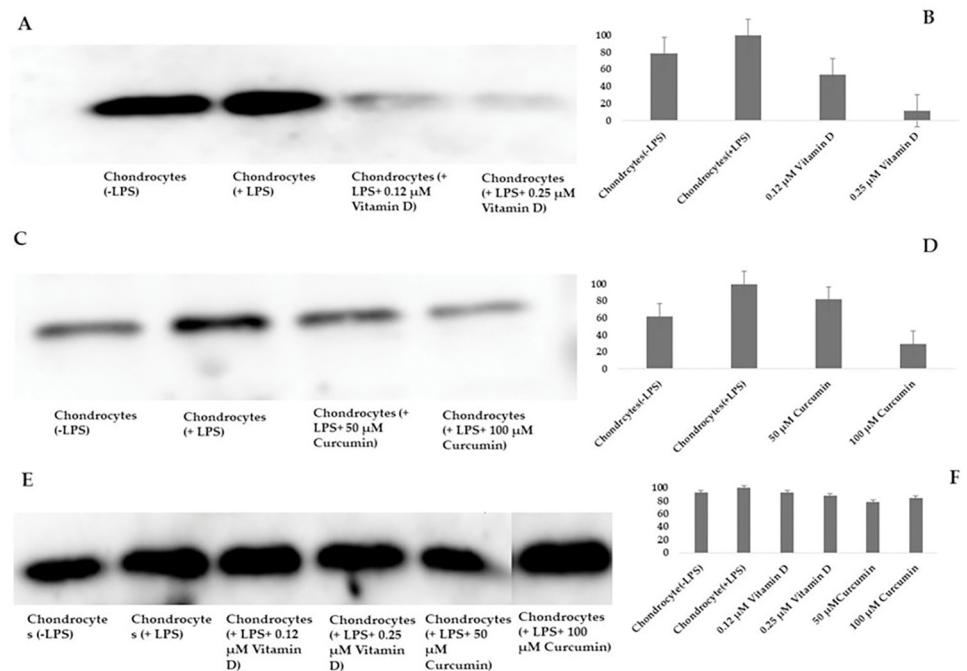 A
B
Chondrocytes
(-LPS)
Chondrocytes
(+ LPS)
Chondrocytes (+
LPS+ 0.12 µM
Vitamin D)
Chondrocytes
(+ LPS+ 0.25 µM
Vitamin D)
100
80
60
40
20
0
Chondrcytes(-LPS)
Chondrocytes(+LPS)
0.12 µM Vitamin D
0.25 µM Vitamin D
C
D
Chondrocytes
(-LPS)
Chondrocytes
(+ LPS)
Chondrocytes (+
LPS+ 50 µM
Curcumin)
Chondrocytes
(+ LPS+ 100 µM
Curcumin)
100
80
60
40
20
0
Chondrcytes(-LPS)
Chondrocytes(+LPS)
50 µM Curcumin
100 µM Curcumin
E
F
Chondrocyte
s (-LPS)
Chondrocyte
s (+ LPS)
Chondrocytes
(+ LPS+ 0.12
µM Vitamin
D)
Chondrocytes
(+ LPS+ 0.25
µM Vitamin
D)
Chondrocytes
(+ LPS+ 50
µM
Curcumin)
Chondrocytes
(+ LPS+ 100
µM Curcumin)
100
80
60
40
20
0
Chondrocyte(-LPS)
Chondrocyte(+LPS)
0.12 µM Vitamin D
0.25 µM Vitamin D
50 µMCurcumin
100 µM Curcumin